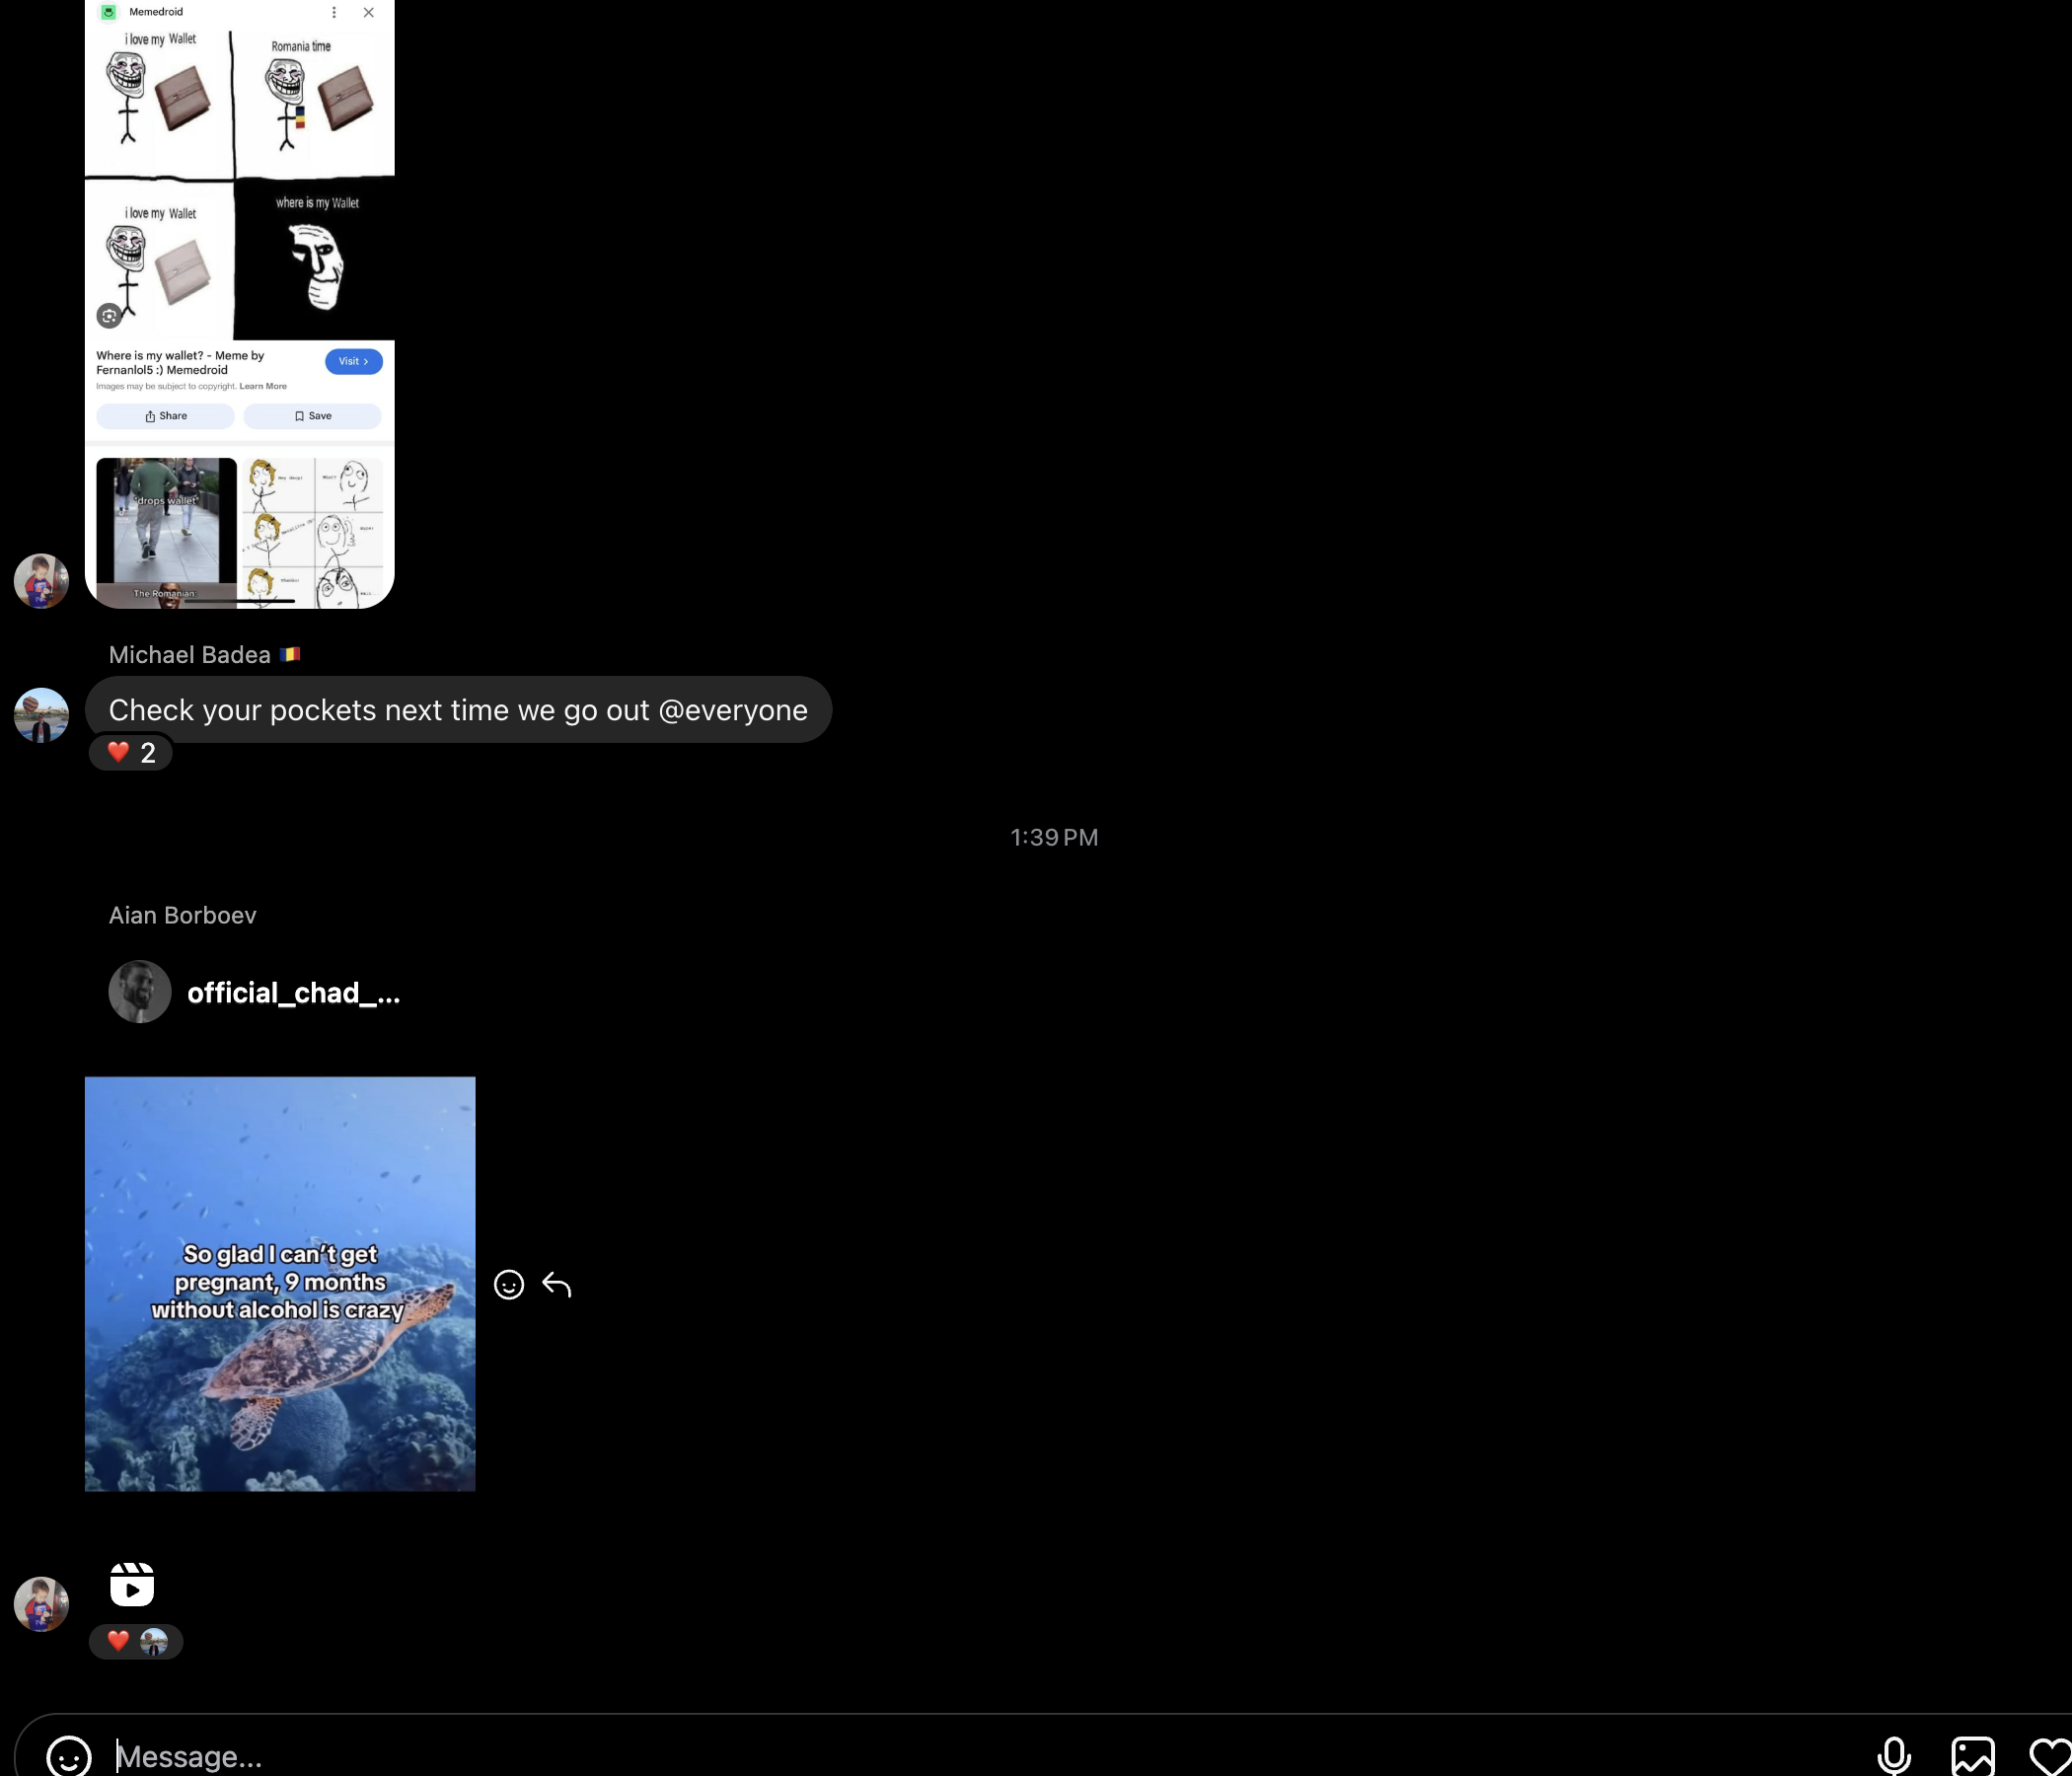 Memedroid
i love my Wallet
Romania time
i love my Wallet
where is my Wallet
Where is my wallet? - Meme by
Fernanlol5 :) Memedroid
Visit >
Images may be subject to copyright. Learn More
Share
Save
*drops wallet*
The Romanian:
Michael Badea 🇷🇴
Check your pockets next time we go out @everyone
❤️ 2
1:39 PM
Aian Borboev
official_chad_...
So glad I can't get
pregnant, 9 months
without alcohol is crazy
Message...